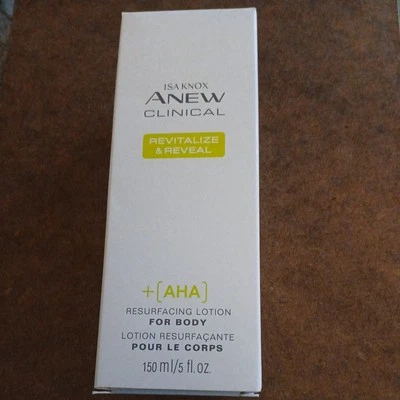 ISA KNOX
ANEW
CLINICAL
REVITALIZE
& REVEAL
+[AHA]
RESURFACING LOTION
FOR BODY
LOTION RESURFAÇANTE
POUR LE CORPS
150 ml/5 fl. oz.